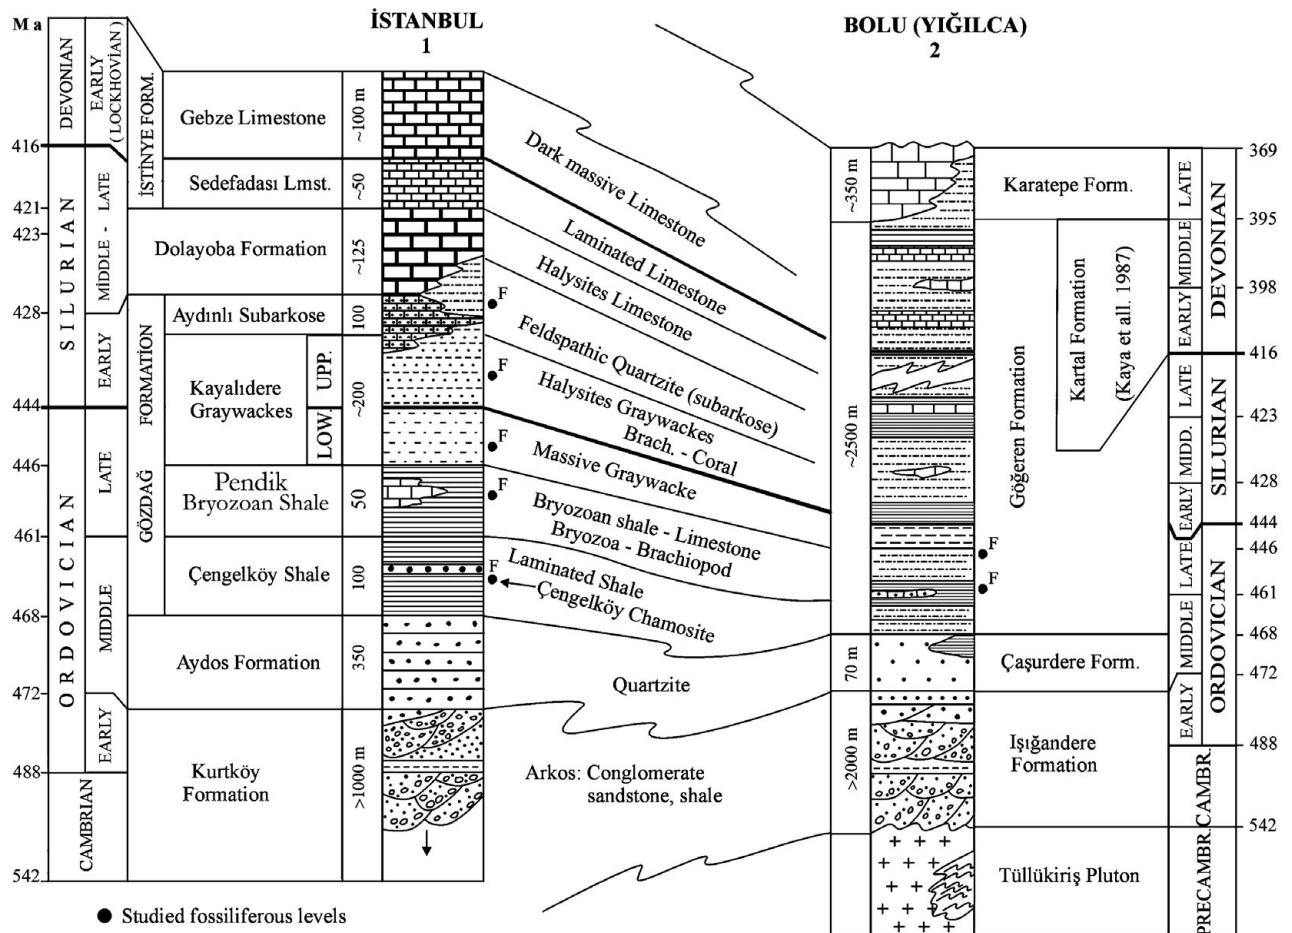 Ma
İSTANBUL
1
BOLU (YIĞILCA)
2
DEVONIAN
EARLY
(LOCKHOVİAN)
İSTİNYE FORM.
Gebze Limestone
~100 m
416
Sedefadası Lmst.
~50
421
423
SILURIAN
MİDDLE - LATE
Dolayoba Formation
~125
428
EARLY
GÖZDAĞ FORMATION
Aydınlı Subarkose
100
Kayalıdere
Graywackes
UPP.
LOW.
~200
444
446
ORDOVICIAN
LATE
Pendik
Bryozoan Shale
50
461
MIDDLE
Çengelköy Shale
100
468
Aydos Formation
350
472
EARLY
488
Kurtköy
Formation
>1000 m
CAMBRIAN
542
F
F
F
F
F
Dark massive Limestone
Laminated Limestone
Halysites Limestone
Feldspathic Quartzite (subarkose)
Halysites Graywackes
Brach. - Coral
Massive Graywacke
Bryozoan shale - Limestone
Bryozoa - Brachiopod
Laminated Shale
Çengelköy Chamosite
Quartzite
Arkos: Conglomerate
sandstone, shale
~350 m
~2500 m
70 m
>2000 m
F
F
Karatepe Form.
Göğeren Formation
Kartal Formation
(Kaya et all. 1987)
Çaşurdere Form.
Işığandere
Formation
Tüllükiriş Pluton
LATE
MIDDLE
EARLY
DEVONIAN
LATE
MIDD.
EARLY
SILURIAN
LATE
MIDDLE
EARLY
ORDOVICIAN
CAMBR.
PRECAMBR.
369
395
398
416
423
428
444
446
461
468
472
488
542
● Studied fossiliferous levels